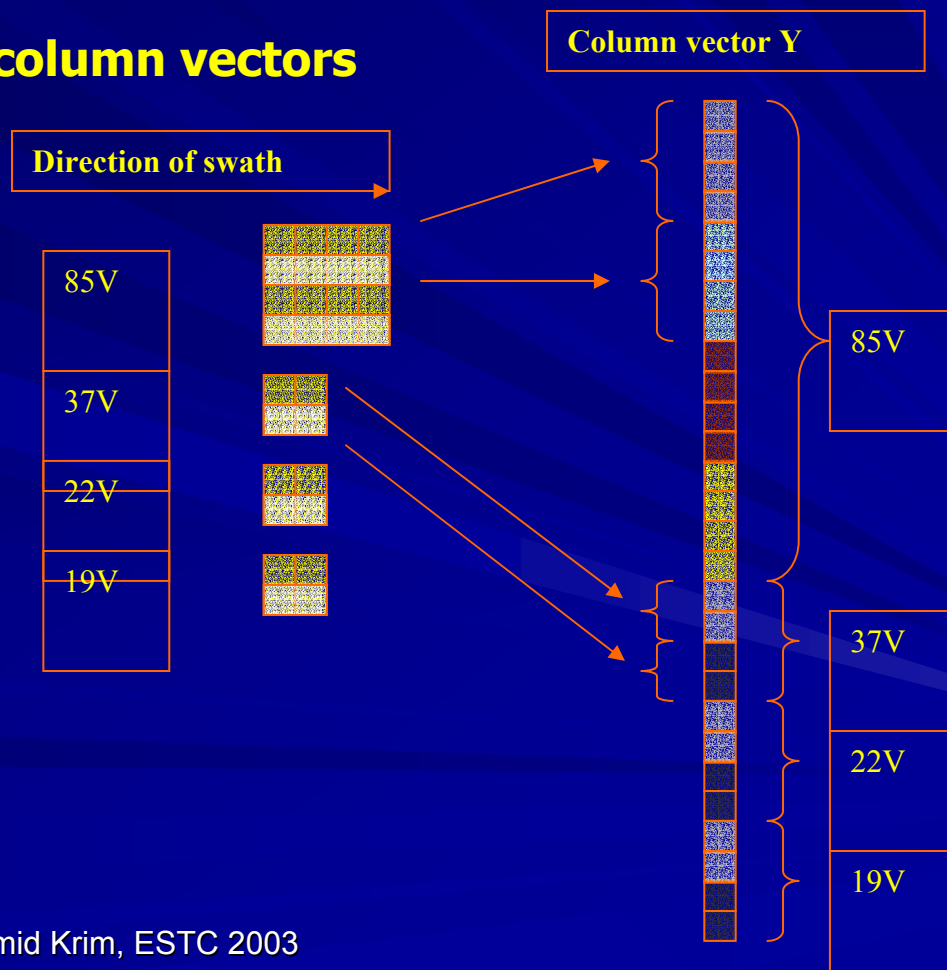 column vectors
Column vector Y
Direction of swath
85V
37V
22V
19V
85V
37V
22V
19V
mid Krim, ESTC 2003